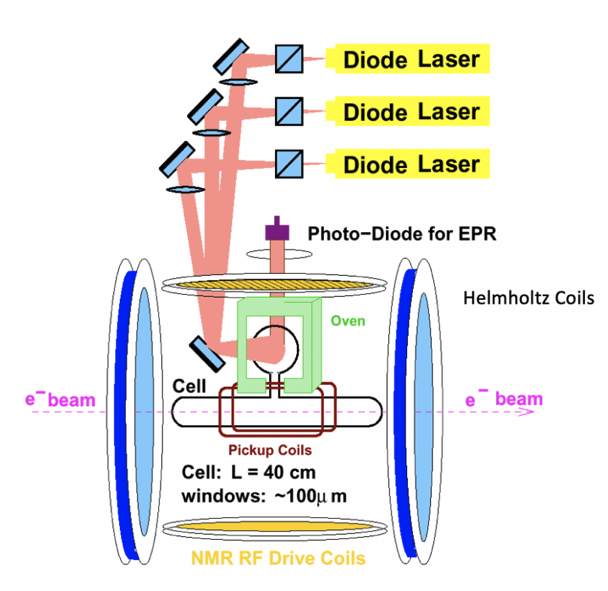 Diode Laser
Diode Laser
Diode Laser
Photo−Diode for EPR
Helmholtz Coils
Oven
Cell
e− beam
e− beam
Pickup Coils
Cell: L = 40 cm
windows: ~100μ m
NMR RF Drive Coils